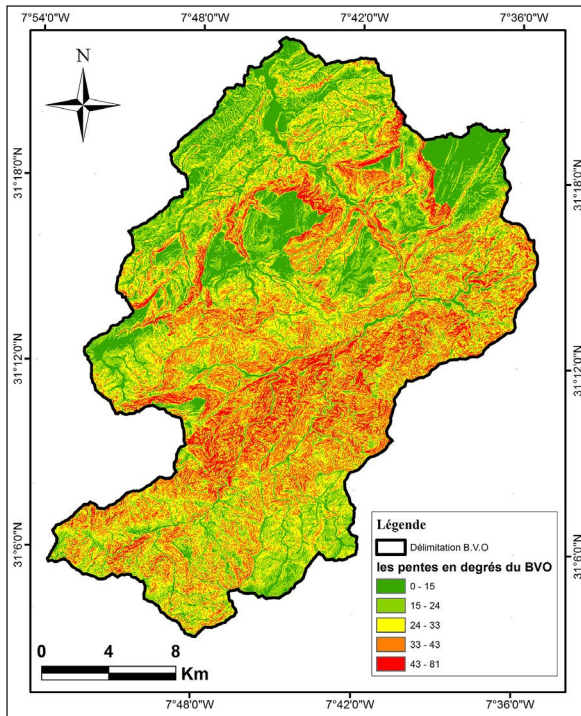 7°54'0"W 7°48'0"W 7°42'0"W 7°36'0"W
N
31°18'0"N 31°18'0"N
31°12'0"N 31°12'0"N
31°6'0"N 31°6'0"N
Légende
Délimitation B.V.O
les pentes en degrés du BVO
0 - 15
15 - 24
24 - 33
33 - 43
43 - 81
0 4 8
Km
7°48'0"W 7°42'0"W 7°36'0"W